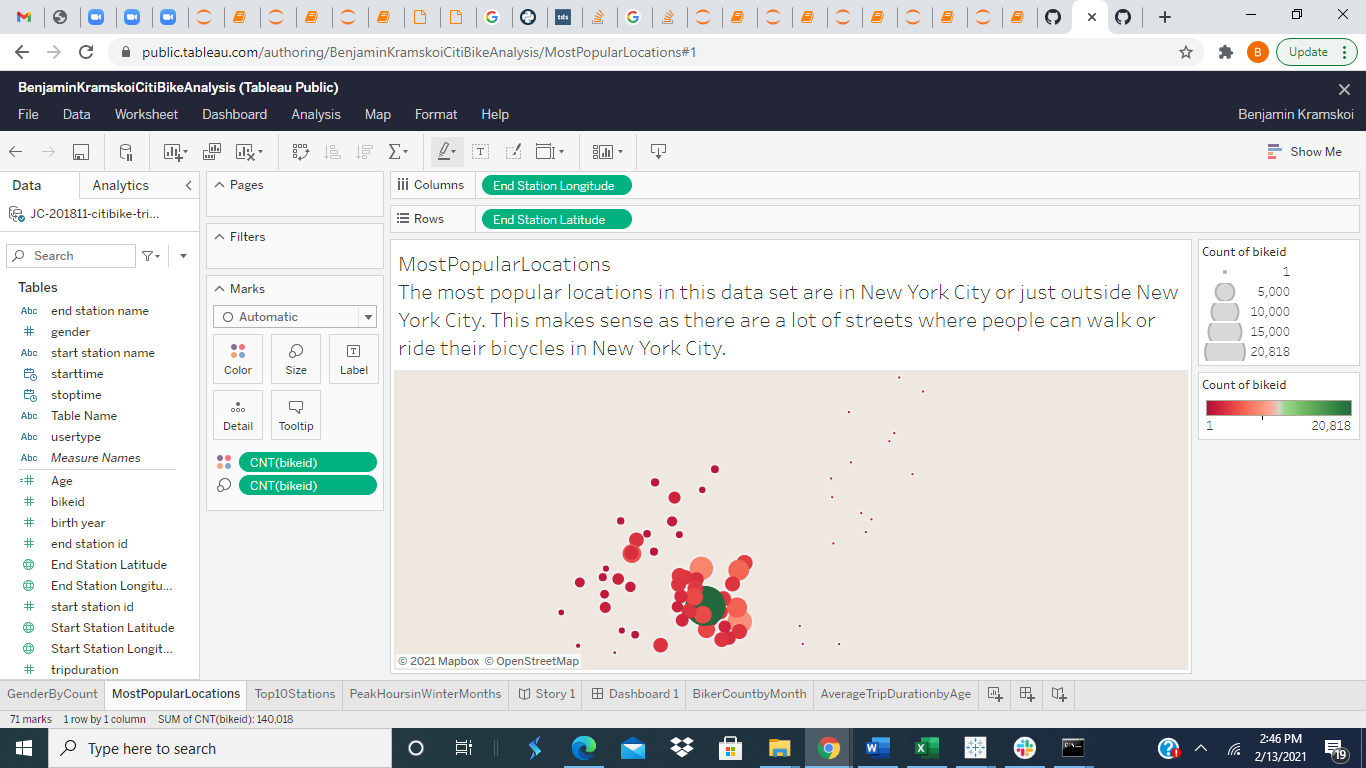 tds
public.tableau.com/authoring/BenjaminKramskoiCitiBikeAnalysis/MostPopularLocations#1
B
Update
BenjaminKramskoiCitiBikeAnalysis (Tableau Public)
File Data Worksheet Dashboard Analysis Map Format Help
Benjamin Kramskoi
Show Me
Data Analytics
JC-201811-citibike-tri...
Search
Tables
Abc end station name
gender
Abc start station name
starttime
stoptime
Abc Table Name
Abc usertype
Abc Measure Names
Age
bikeid
birth year
end station id
End Station Latitude
End Station Longitu...
start station id
Start Station Latitude
Start Station Longit...
tripduration
Pages
Filters
Marks
Automatic
Color Size Label
Detail Tooltip
CNT(bikeid)
CNT(bikeid)
Columns End Station Longitude
Rows End Station Latitude
MostPopularLocations
The most popular locations in this data set are in New York City or just outside New
York City. This makes sense as there are a lot of streets where people can walk or
ride their bicycles in New York City.
© 2021 Mapbox © OpenStreetMap
Count of bikeid
1
5,000
10,000
15,000
20,818
Count of bikeid
1 20,818
GenderByCount MostPopularLocations Top10Stations PeakHoursinWinterMonths Story 1 Dashboard 1 BikerCountbyMonth AverageTripDurationbyAge
71 marks 1 row by 1 column SUM of CNT(bikeid): 140,018
Type here to search
2:46 PM
2/13/2021
19